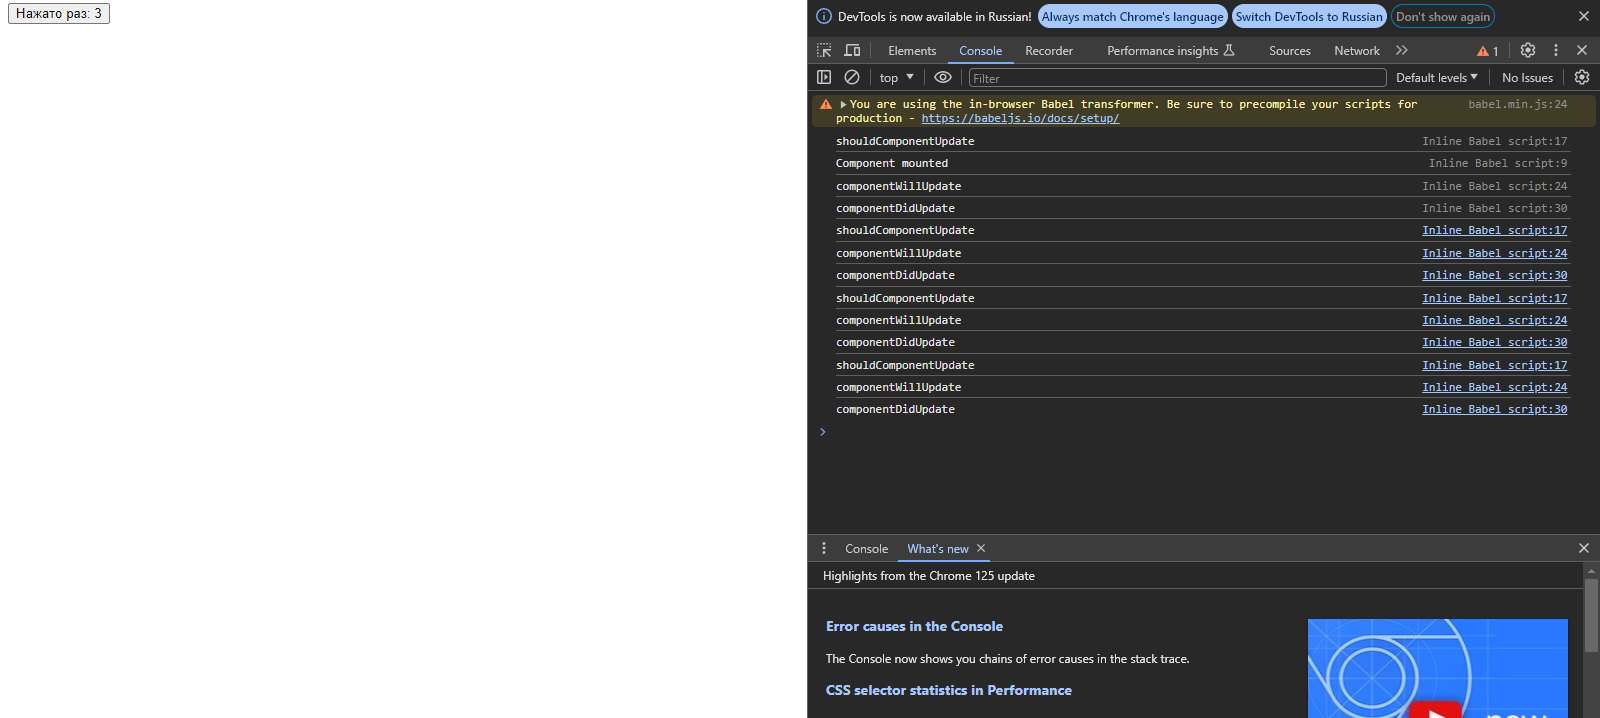 Нажато раз: 3
DevTools is now available in Russian! Always match Chrome's language Switch DevTools to Russian Don't show again
Elements Console Recorder Performance insights Sources Network 1
top Filter Default levels No Issues
You are using the in-browser Babel transformer. Be sure to precompile your scripts for babel.min.js:24
production - https://babeljs.io/docs/setup/
shouldComponentUpdate Inline Babel script:17
Component mounted Inline Babel script:9
componentWillUpdate Inline Babel script:24
componentDidUpdate Inline Babel script:30
shouldComponentUpdate Inline Babel script:17
componentWillUpdate Inline Babel script:24
componentDidUpdate Inline Babel script:30
shouldComponentUpdate Inline Babel script:17
componentWillUpdate Inline Babel script:24
componentDidUpdate Inline Babel script:30
shouldComponentUpdate Inline Babel script:17
componentWillUpdate Inline Babel script:24
componentDidUpdate Inline Babel script:30
Console What's new
Highlights from the Chrome 125 update
Error causes in the Console
The Console now shows you chains of error causes in the stack trace.
CSS selector statistics in Performance
new